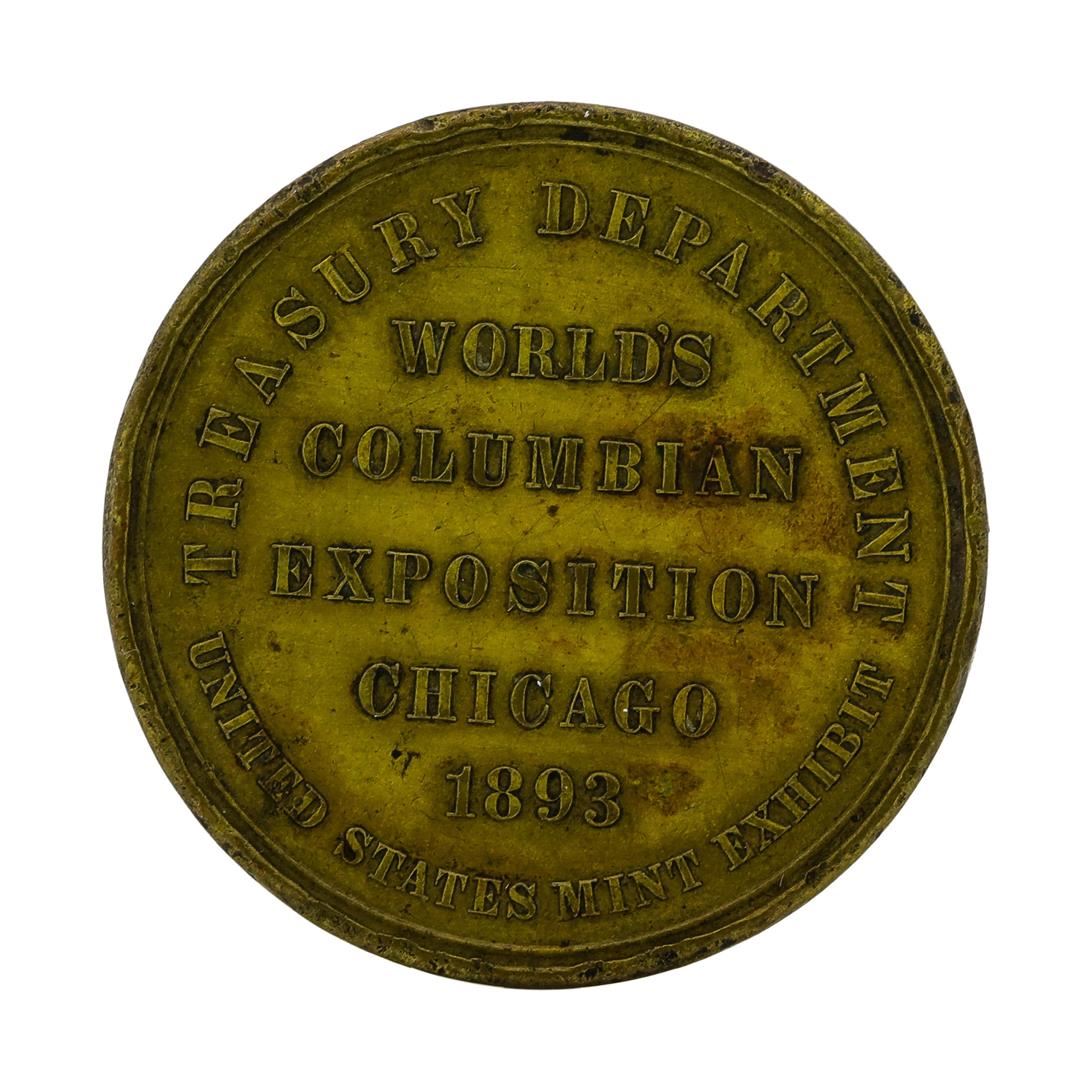 TREASURY DEPARTMENT
WORLD'S
COLUMBIAN
EXPOSITION
CHICAGO
1893
UNITED STATES MINT EXHIBIT